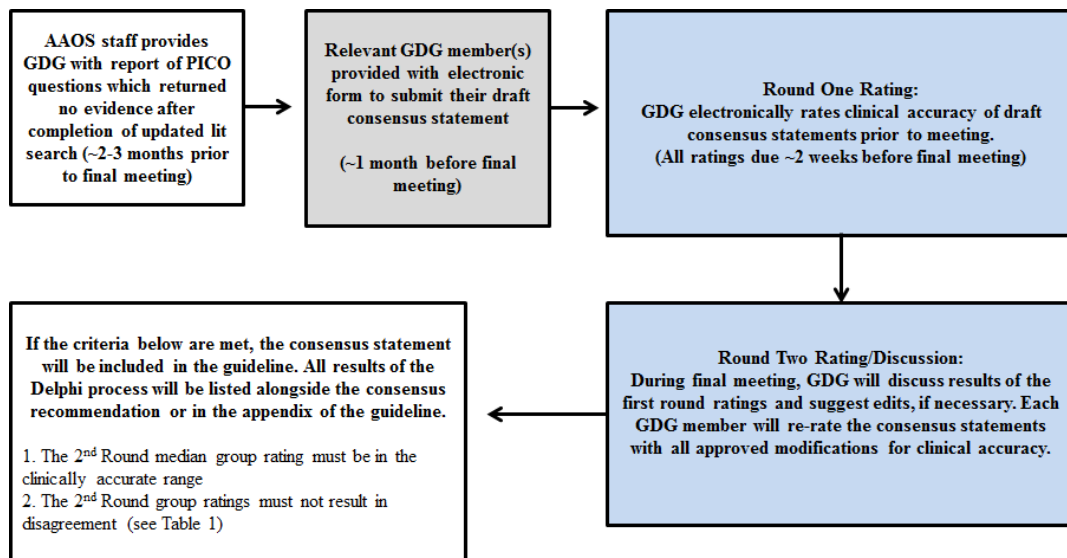 AAOS staff provides
GDG with report of PICO
questions which returned
no evidence after
completion of updated lit
search (~2-3 months prior
to final meeting)
Relevant GDG member(s)
provided with electronic
form to submit their draft
consensus statement
(~1 month before final
meeting)
Round One Rating:
GDG electronically rates clinical accuracy of draft
consensus statements prior to meeting.
(All ratings due ~2 weeks before final meeting)
Round Two Rating/Discussion:
During final meeting, GDG will discuss results of the
first round ratings and suggest edits, if necessary. Each
GDG member will re-rate the consensus statements
with all approved modifications for clinical accuracy.
If the criteria below are met, the consensus statement
will be included in the guideline. All results of the
Delphi process will be listed alongside the consensus
recommendation or in the appendix of the guideline.
1. The 2nd Round median group rating must be in the
clinically accurate range
2. The 2nd Round group ratings must not result in
disagreement (see Table 1)